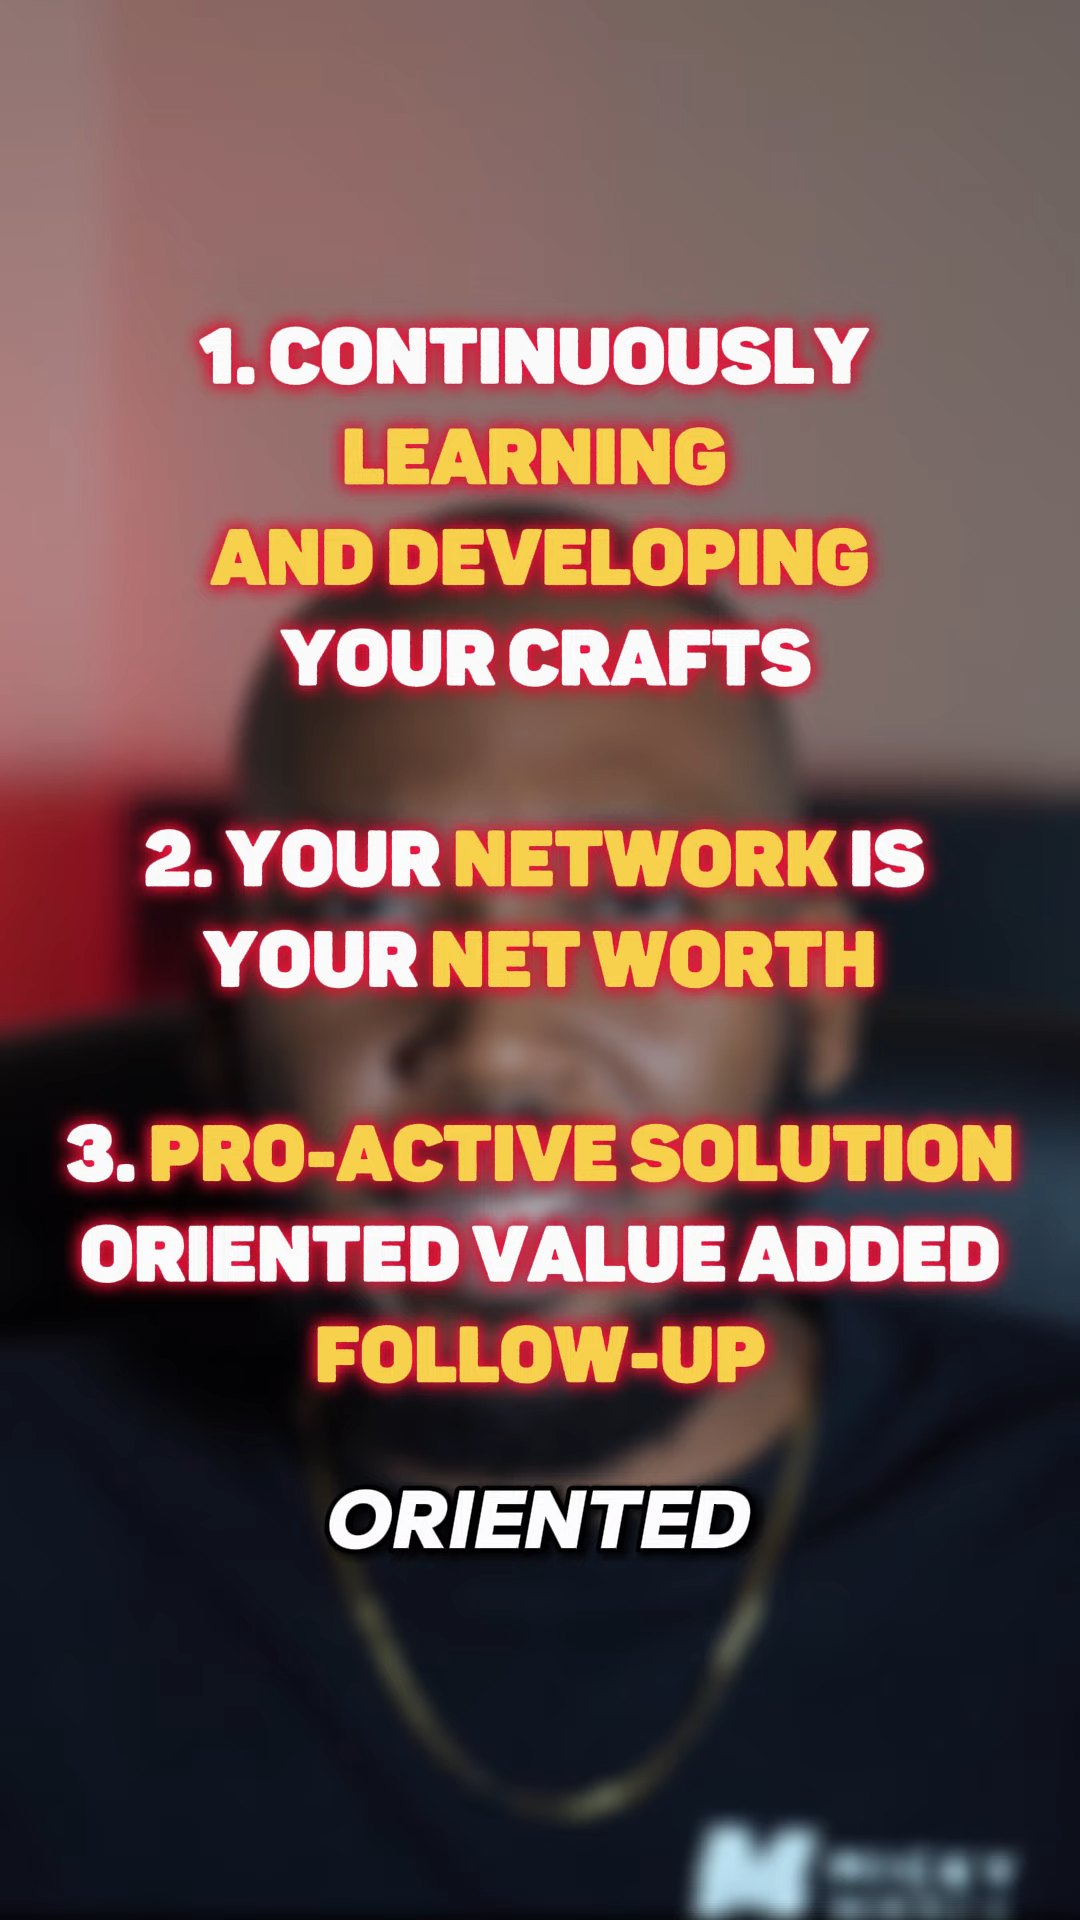 1. CONTINUOUSLY
LEARNING
AND DEVELOPING
YOUR CRAFTS
2. YOUR NETWORK IS
YOUR NET WORTH
3. PRO-ACTIVE SOLUTION
ORIENTED VALUE ADDED
FOLLOW-UP
ORIENTED